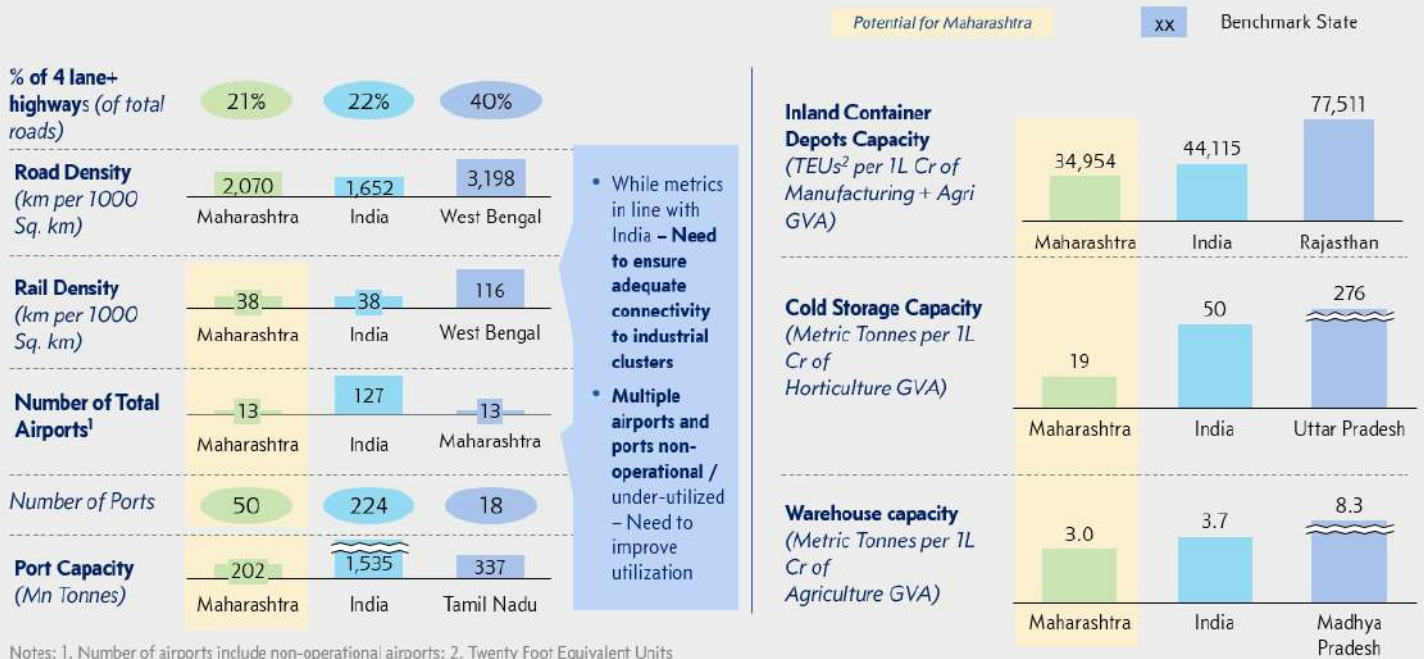 Potential for Maharashtra
xx
Benchmark State
% of 4 lane+
highways (of total
roads)
21%
22%
40%
Road Density
(km per 1000
Sq. km)
2,070
1,652
3,198
Maharashtra
India
West Bengal
Rail Density
(km per 1000
Sq. km)
38
38
116
Maharashtra
India
West Bengal
Number of Total
Airports1
13
127
13
Maharashtra
India
Maharashtra
Number of Ports
50
224
18
Port Capacity
(Mn Tonnes)
202
1,535
337
Maharashtra
India
Tamil Nadu
• While metrics
in line with
India – Need
to ensure
adequate
connectivity
to industrial
clusters
• Multiple
airports and
ports non-
operational /
under-utilized
– Need to
improve
utilization
Inland Container
Depots Capacity
(TEUs2 per 1L Cr of
Manufacturing + Agri
GVA)
34,954
44,115
77,511
Maharashtra
India
Rajasthan
Cold Storage Capacity
(Metric Tonnes per 1L
Cr of
Horticulture GVA)
19
50
276
Maharashtra
India
Uttar Pradesh
Warehouse capacity
(Metric Tonnes per 1L
Cr of
Agriculture GVA)
3.0
3.7
8.3
Maharashtra
India
Madhya
Pradesh
Notes: 1. Number of airports include non-operational airports; 2. Twenty Foot Equivalent Units